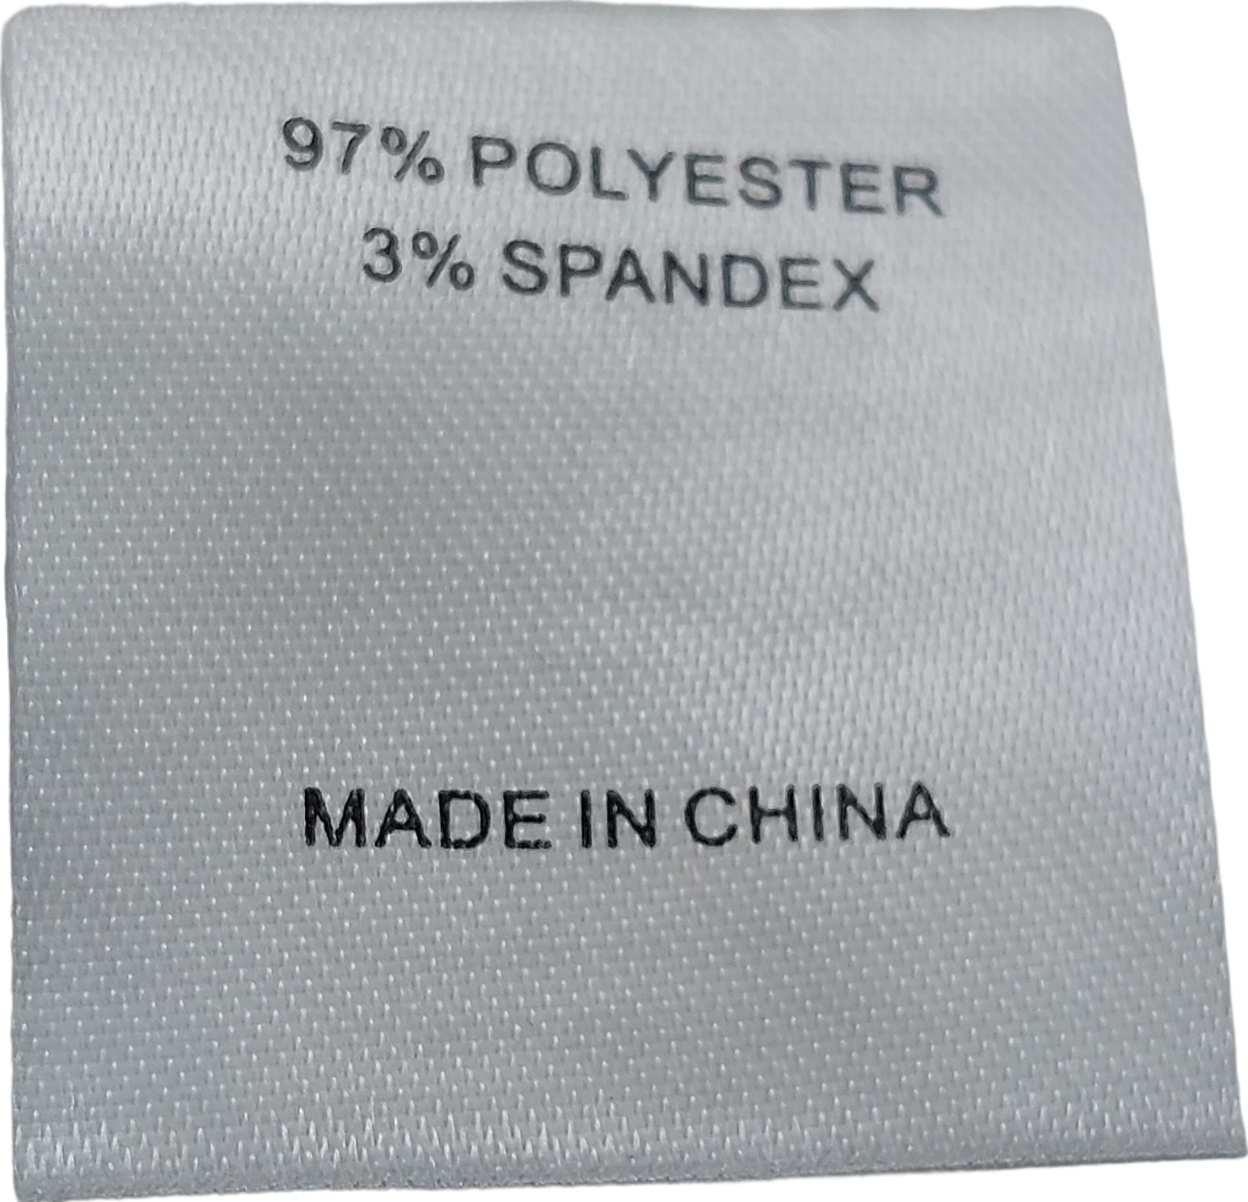 97% POLYESTER
3% SPANDEX
MADE IN CHINA